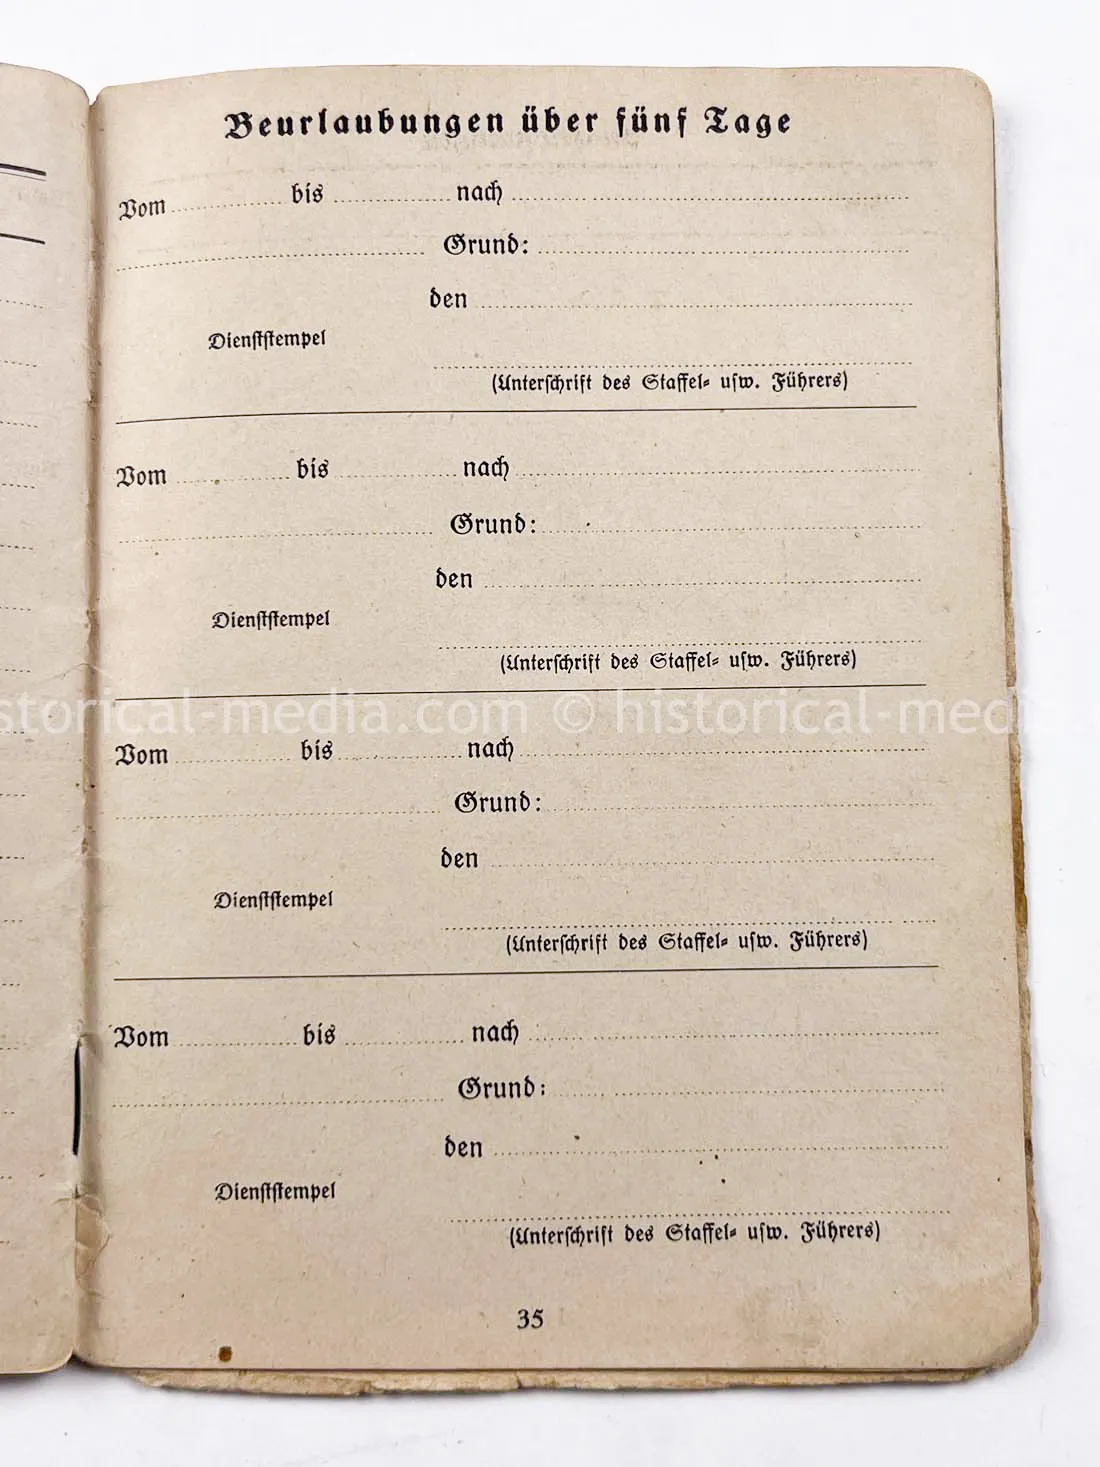 Beurlaubungen über fünf Tage
Vom ..................... bis ..................... nach .....................
..................... Grund: .....................
den .....................
Dienststempel
(Unterschrift des Staffel- usw. Führers)
Vom ..................... bis ..................... nach .....................
..................... Grund: .....................
den .....................
Dienststempel
(Unterschrift des Staffel- usw. Führers)
storical-media.com © historical-media.
Vom ..................... bis ..................... nach .....................
..................... Grund: .....................
den .....................
Dienststempel
(Unterschrift des Staffel- usw. Führers)
Vom ..................... bis ..................... nach .....................
..................... Grund: .....................
den .....................
Dienststempel
(Unterschrift des Staffel- usw. Führers)
35